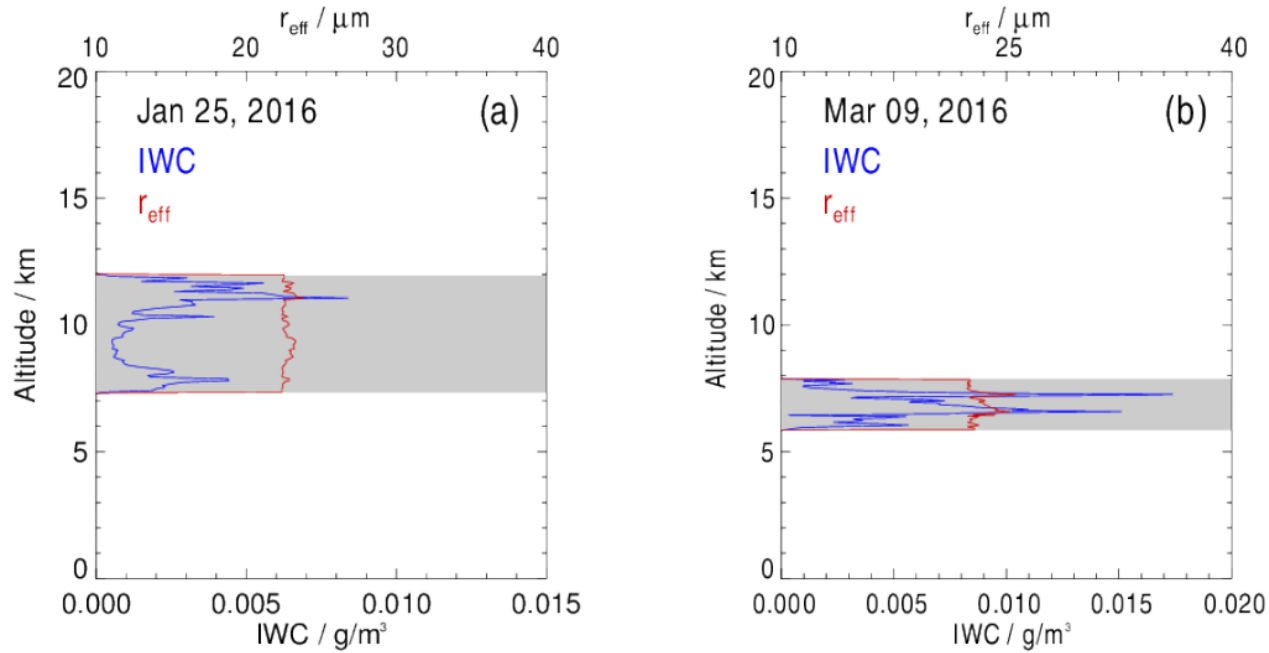 r_eff / μm
10 20 30 40
20
15
10
5
0
Altitude / km
Jan 25, 2016 (a)
IWC
r_eff
0.000 0.005 0.010 0.015
IWC / g/m³
r_eff / μm
10 25 40
20
15
10
5
0
Altitude / km
Mar 09, 2016 (b)
IWC
r_eff
0.000 0.005 0.010 0.015 0.020
IWC / g/m³